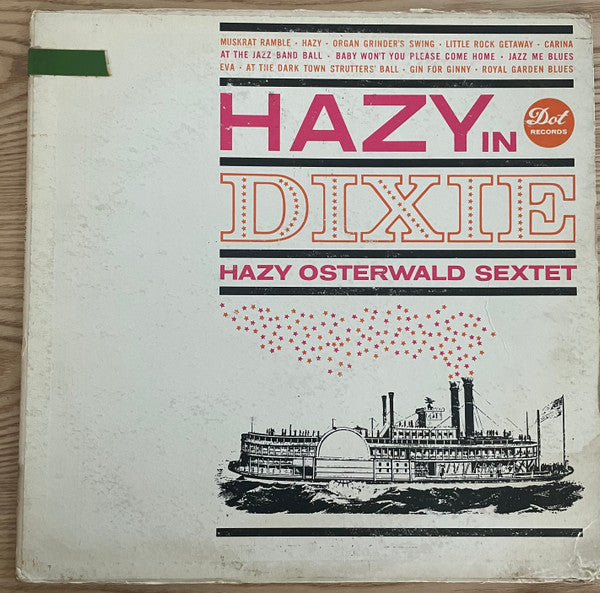 MUSKRAT RAMBLE · HAZY · ORGAN GRINDER'S SWING · LITTLE ROCK GETAWAY · CARINA
AT THE JAZZ BAND BALL · BABY WON'T YOU PLEASE COME HOME · JAZZ ME BLUES
EVA · AT THE DARK TOWN STRUTTERS' BALL · GIN FOR GINNY · ROYAL GARDEN BLUES
HAZY IN
Dot
RECORDS
DIXIE
HAZY OSTERWALD SEXTET